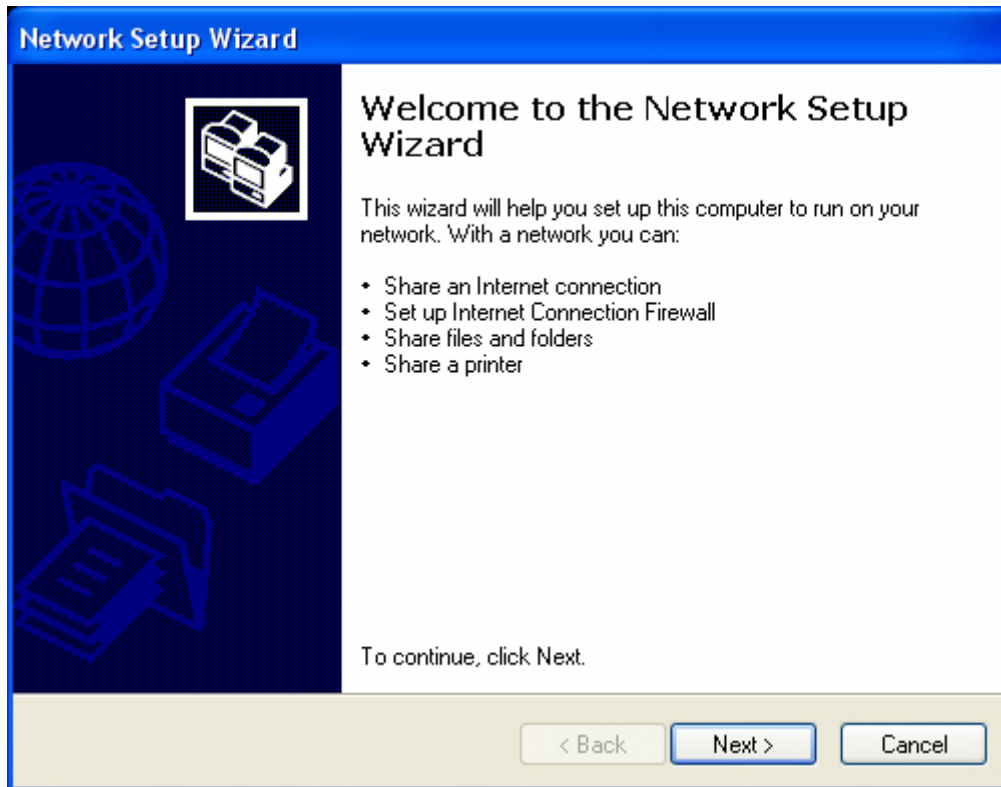 Network Setup Wizard
Welcome to the Network Setup
Wizard
This wizard will help you set up this computer to run on your
network. With a network you can:
• Share an Internet connection
• Set up Internet Connection Firewall
• Share files and folders
• Share a printer
To continue, click Next.
< Back
Next >
Cancel